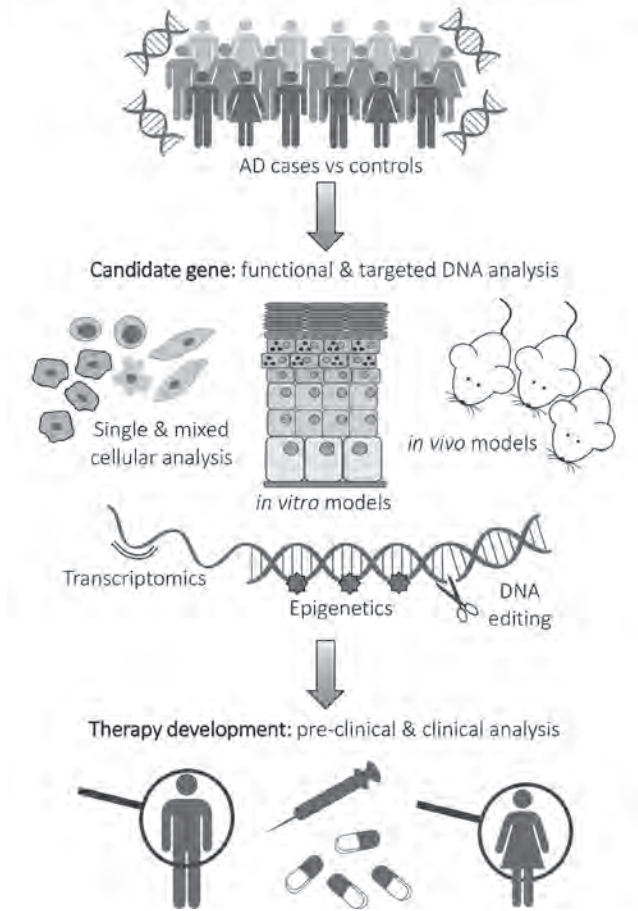 AD cases vs controls
Candidate gene: functional & targeted DNA analysis
Single & mixed
cellular analysis
in vitro models
in vivo models
Transcriptomics
Epigenetics
DNA
editing
Therapy development: pre-clinical & clinical analysis